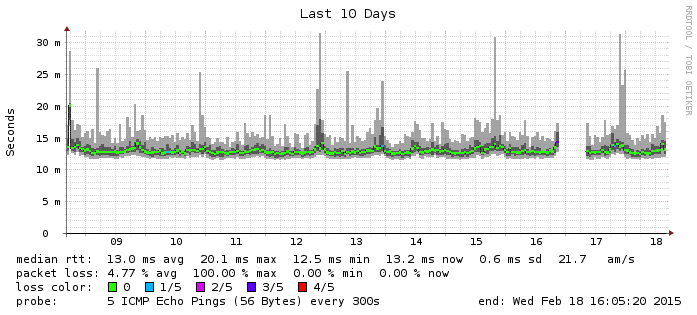 Last 10 Days
RRDTOOL / TOBI OETIKER
Seconds
30 m
25 m
20 m
15 m
10 m
5 m
0
09 10 11 12 13 14 15 16 17 18
median rtt: 13.0 ms avg 20.1 ms max 12.5 ms min 13.2 ms now 0.6 ms sd 21.7 am/s
packet loss: 4.77 % avg 100.00 % max 0.00 % min 0.00 % now
loss color: 0 1/5 2/5 3/5 4/5
probe: 5 ICMP Echo Pings (56 Bytes) every 300s end: Wed Feb 18 16:05:20 2015